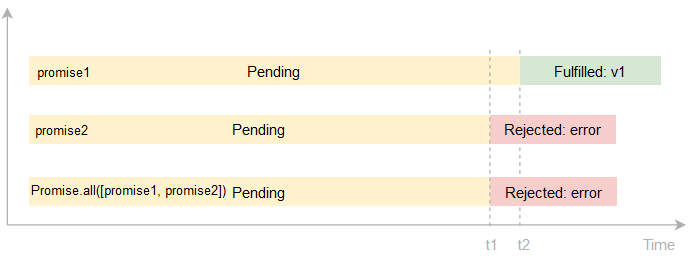 promise1 Pending Fulfilled: v1
promise2 Pending Rejected: error
Promise.all([promise1, promise2]) Pending Rejected: error
t1 t2 Time